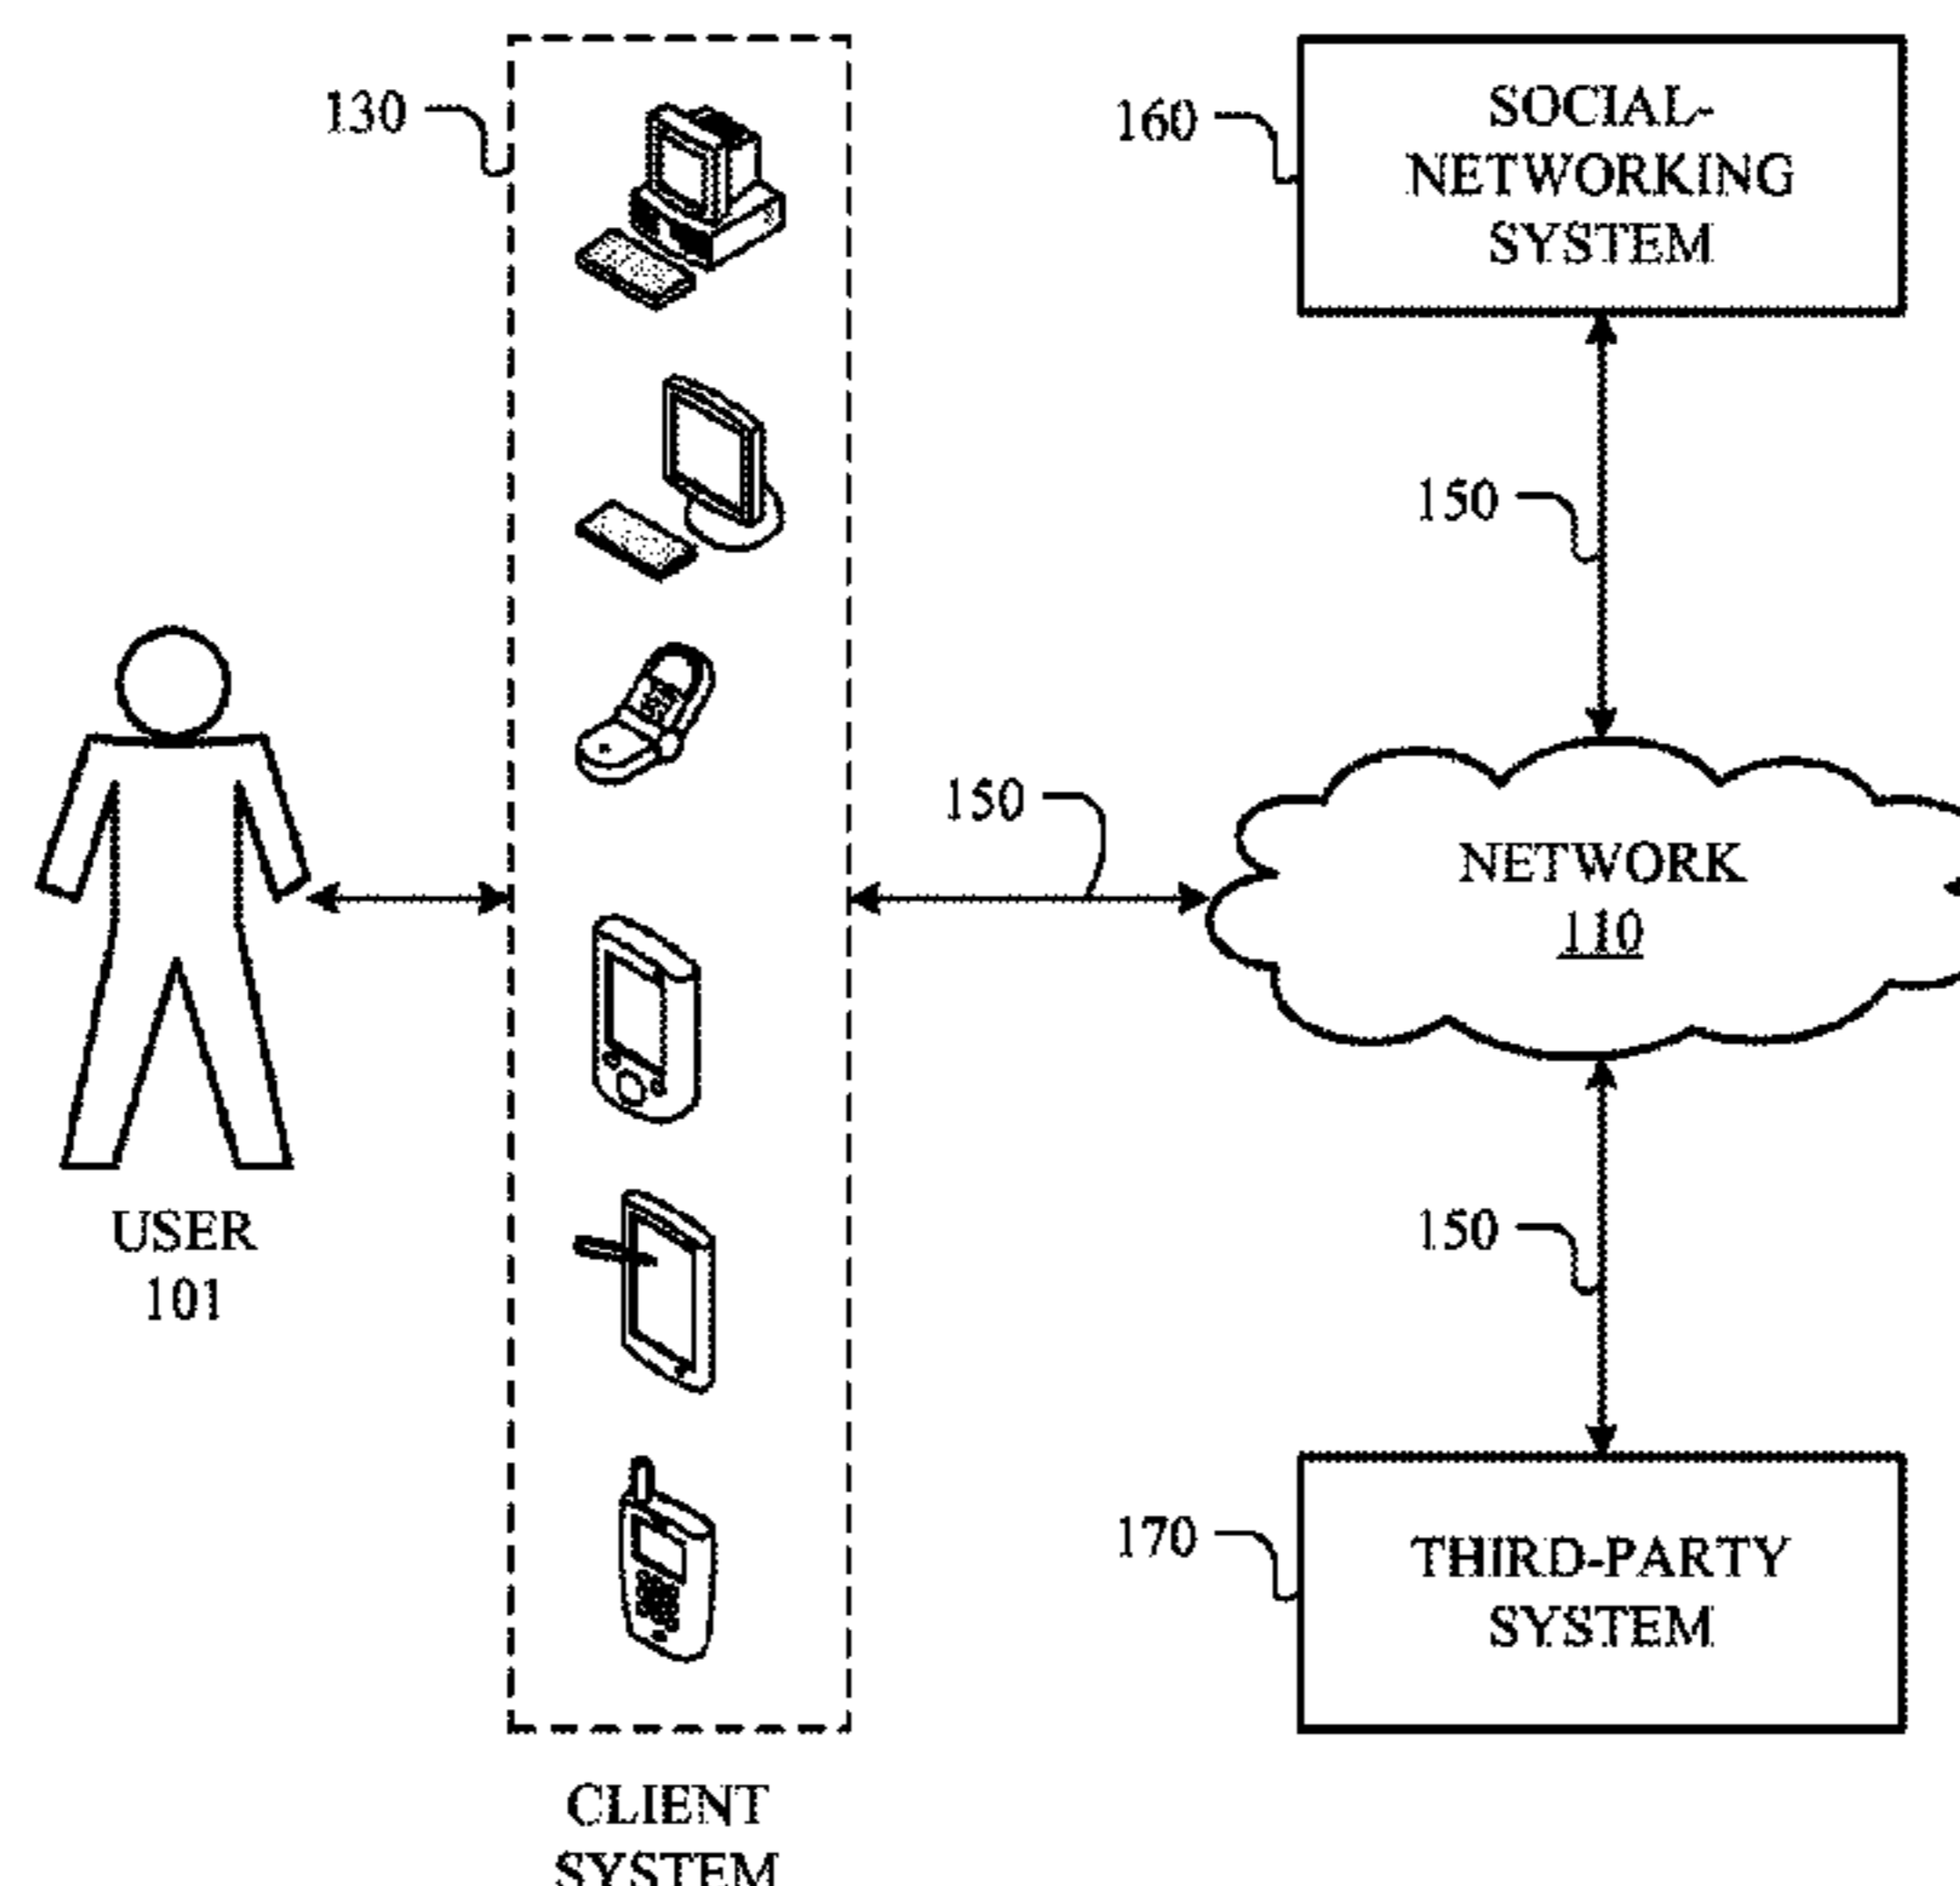 130
160
SOCIAL-
NETWORKING
SYSTEM
150
150
NETWORK
110
USER
101
150
170
THIRD-PARTY
SYSTEM
CLIENT
SYSTEM